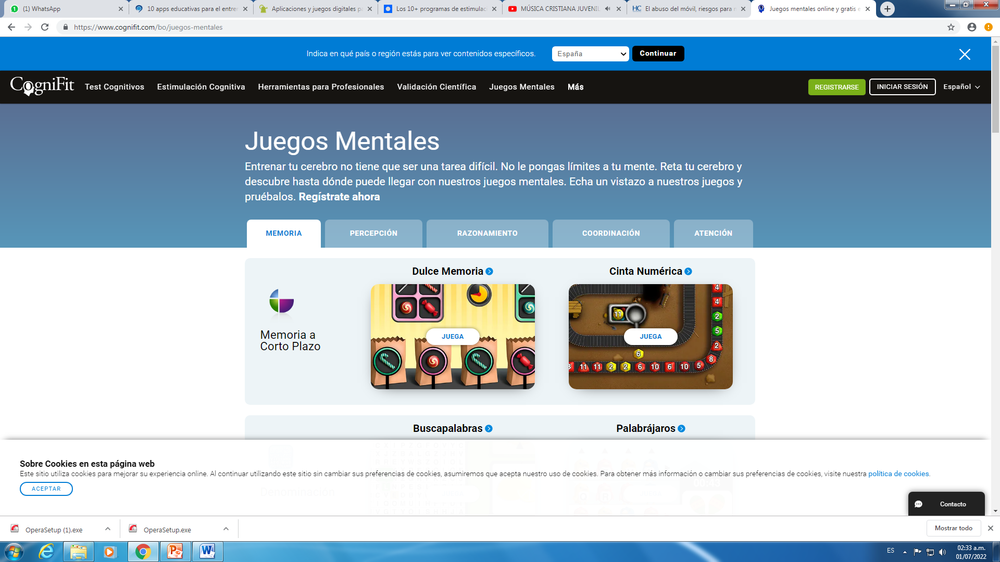 (1) WhatsApp
10 apps educativas para el entrer
Aplicaciones y juegos digitales pa
Los 10+ programas de estimulac
MÚSICA CRISTIANA JUVENIL
El abuso del móvil, riesgos para
Juegos mentales online y gratis e
https://www.cognifit.com/bo/juegos-mentales
Indica en qué país o región estás para ver contenidos específicos.
España
Continuar
CogniFit
Test Cognitivos
Estimulación Cognitiva
Herramientas para Profesionales
Validación Científica
Juegos Mentales
Más
REGISTRARSE
INICIAR SESIÓN
Español
Juegos Mentales
Entrenar tu cerebro no tiene que ser una tarea difícil. No le pongas límites a tu mente. Reta tu cerebro y
descubre hasta dónde puede llegar con nuestros juegos mentales. Echa un vistazo a nuestros juegos y
pruébalos. Regístrate ahora
MEMORIA
PERCEPCIÓN
RAZONAMIENTO
COORDINACIÓN
ATENCIÓN
Dulce Memoria
Cinta Numérica
Memoria a
Corto Plazo
JUEGA
JUEGA
4
4
2
5
2
8
11
6
11 11 2 2 6 10 6 10 5
Buscapalabras
Palabrájaros
Sobre Cookies en esta página web
Este sitio utiliza cookies para mejorar su experiencia online. Al continuar utilizando este sitio sin cambiar sus preferencias de cookies, asumiremos que acepta nuestro uso de cookies. Para obtener más información o cambiar sus preferencias de cookies, visite nuestra política de cookies.
ACEPTAR
Denominación
Contacto
OperaSetup (1).exe
OperaSetup.exe
Mostrar todo
ES
02:33 a.m.
01/07/2022